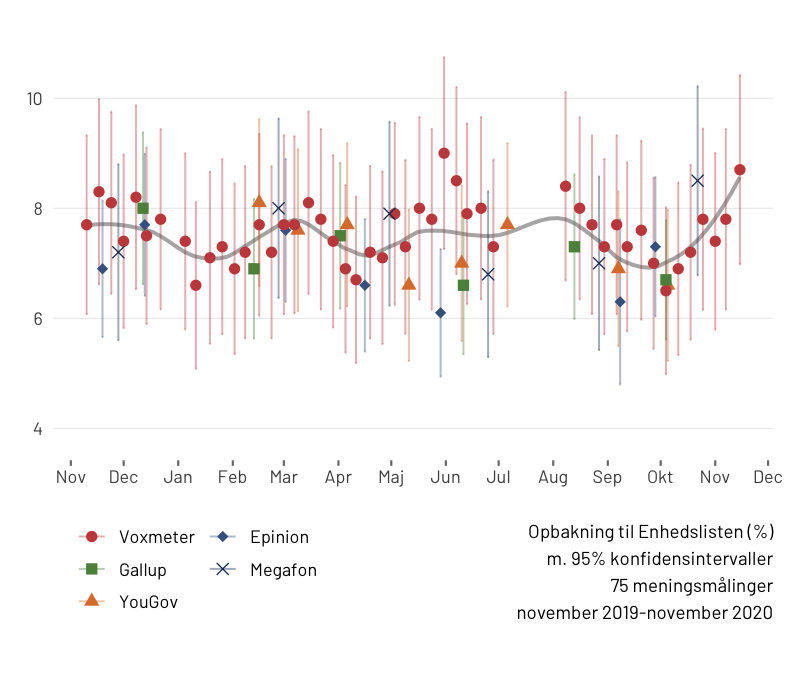 10
8
6
4
Nov Dec Jan Feb Mar Apr Maj Jun Jul Aug Sep Okt Nov Dec
Voxmeter Epinion
Gallup Megafon
YouGov
Opbakning til Enhedslisten (%)
m. 95% konfidensintervaller
75 meningsmålinger
november 2019-november 2020